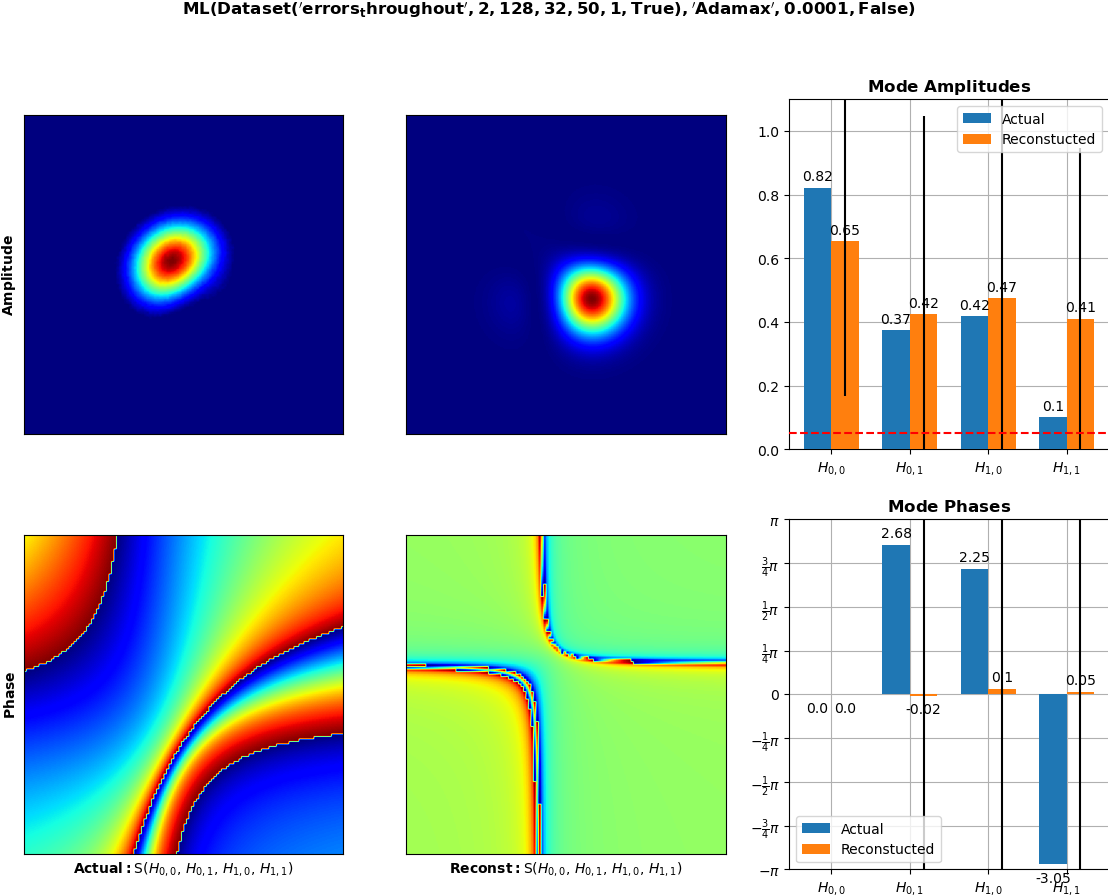 ML(Dataset('errors_throughout', 2, 128, 32, 50, 1, True), 'Adamax', 0.0001, False)
Amplitude
Mode Amplitudes
Actual
Reconstucted
1.0
0.8
0.6
0.4
0.2
0.0
0.82
0.65
0.37
0.42
0.42
0.47
0.1
0.41
H0,0
H0,1
H1,0
H1,1
Phase
Actual: S(H0,0, H0,1, H1,0, H1,1)
Reconst: S(H0,0, H0,1, H1,0, H1,1)
Mode Phases
π
3/4π
1/2π
1/4π
0
−1/4π
−1/2π
−3/4π
−π
0.0
0.0
2.68
-0.02
2.25
0.1
-3.05
0.05
Actual
Reconstucted
H0,0
H0,1
H1,0
H1,1